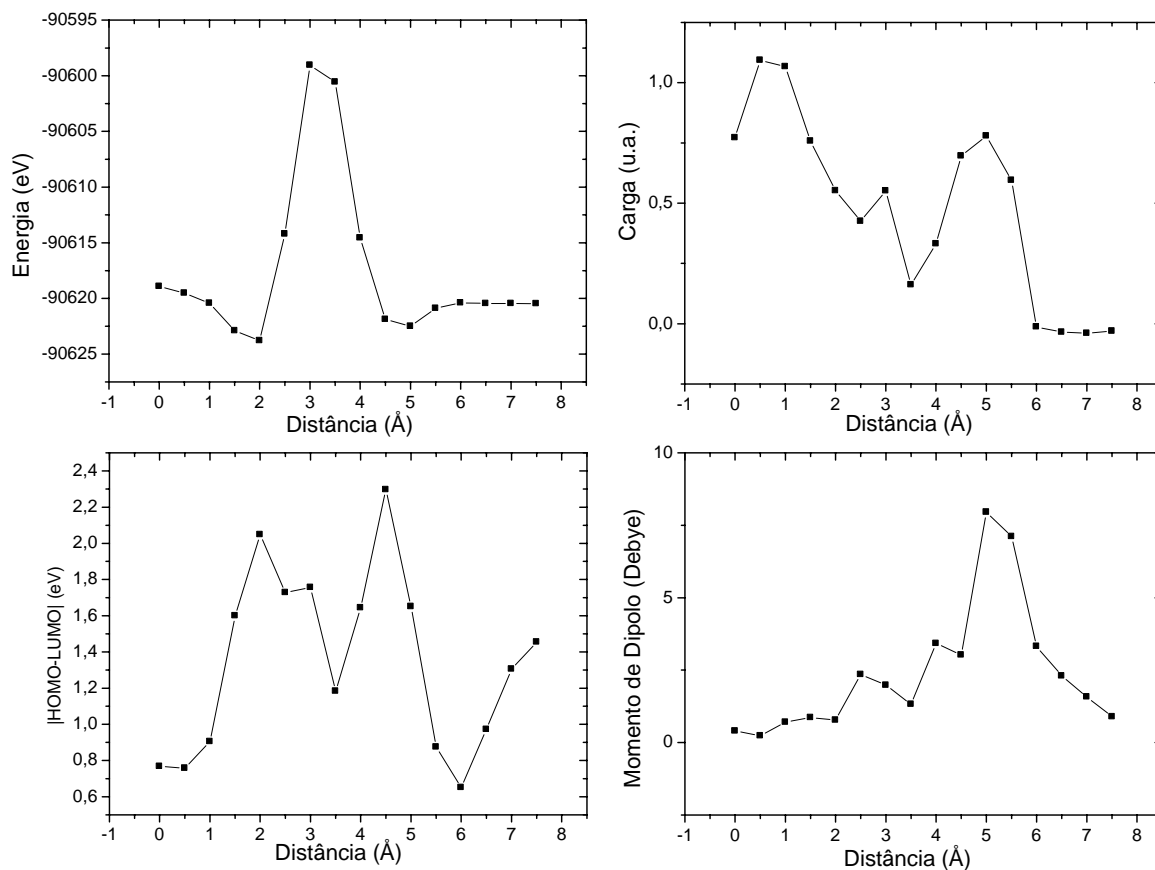 -90595
-90600
-90605
-90610
-90615
-90620
-90625
Energia (eV)
-1 0 1 2 3 4 5 6 7 8
Distância (Å)
1,0
0,5
0,0
Carga (u.a.)
-1 0 1 2 3 4 5 6 7 8
Distância (Å)
2,4
2,2
2,0
1,8
1,6
1,4
1,2
1,0
0,8
0,6
|HOMO-LUMO| (eV)
-1 0 1 2 3 4 5 6 7 8
Distância (Å)
10
5
0
Momento de Dipolo (Debye)
-1 0 1 2 3 4 5 6 7 8
Distância (Å)